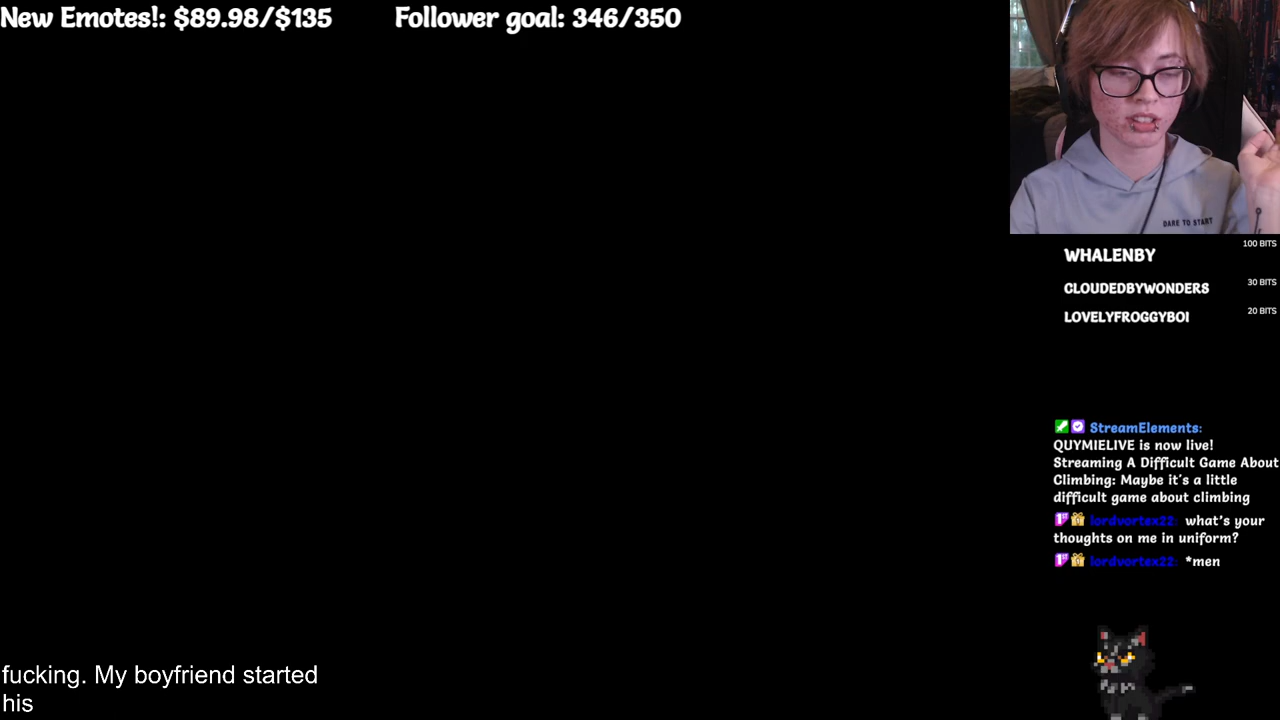 New Emotes!: $89.98/$135
Follower goal: 346/350
DARE TO START
WHALENBY
100 BITS
CLOUDEDBYWONDERS
30 BITS
LOVELYFROGGYBOI
20 BITS
StreamElements:
QUYMIELIVE is now live!
Streaming A Difficult Game About
Climbing: Maybe it's a little
difficult game about climbing
lordvortex22: what's your
thoughts on me in uniform?
lordvortex22: *men
fucking. My boyfriend started
his